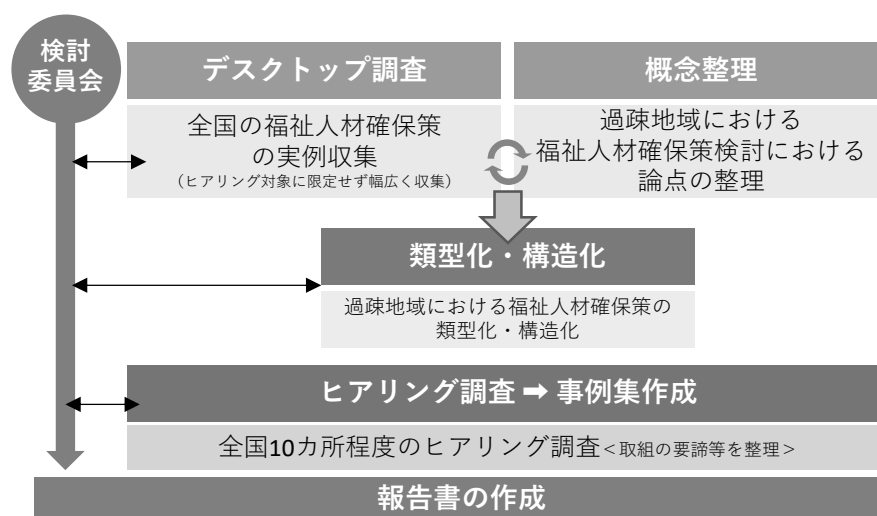 検討
委員会
デスクトップ調査
概念整理
全国の福祉人材確保策
の実例収集
（ヒアリング対象に限定せず幅広く収集）
過疎地域における
福祉人材確保策検討における
論点の整理
類型化・構造化
過疎地域における福祉人材確保策の
類型化・構造化
ヒアリング調査➡事例集作成
全国10カ所程度のヒアリング調査＜取組の要諦等を整理＞
報告書の作成